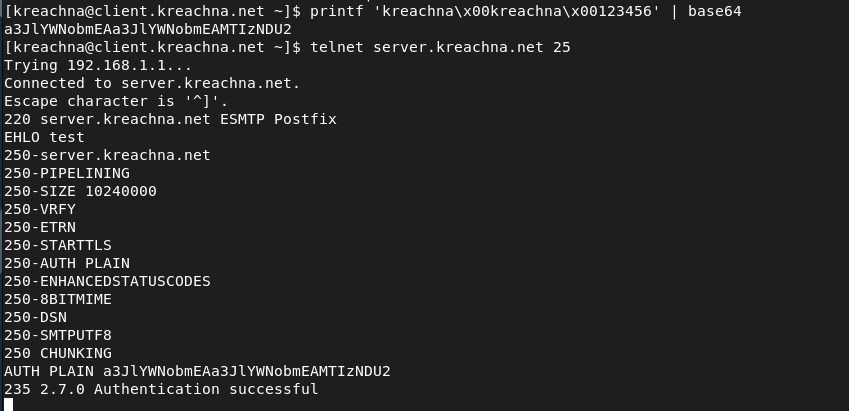 [kreachna@client.kreachna.net ~]$ printf 'kreachna\x00kreachna\x00123456' | base64
a3JlYWNobmEAa3JlYWNobmEAMTIzNDU2
[kreachna@client.kreachna.net ~]$ telnet server.kreachna.net 25
Trying 192.168.1.1...
Connected to server.kreachna.net.
Escape character is '^]'.
220 server.kreachna.net ESMTP Postfix
EHLO test
250-server.kreachna.net
250-PIPELINING
250-SIZE 10240000
250-VRFY
250-ETRN
250-STARTTLS
250-AUTH PLAIN
250-ENHANCEDSTATUSCODES
250-8BITMIME
250-DSN
250-SMTPUTF8
250 CHUNKING
AUTH PLAIN a3JlYWNobmEAa3JlYWNobmEAMTIzNDU2
235 2.7.0 Authentication successful